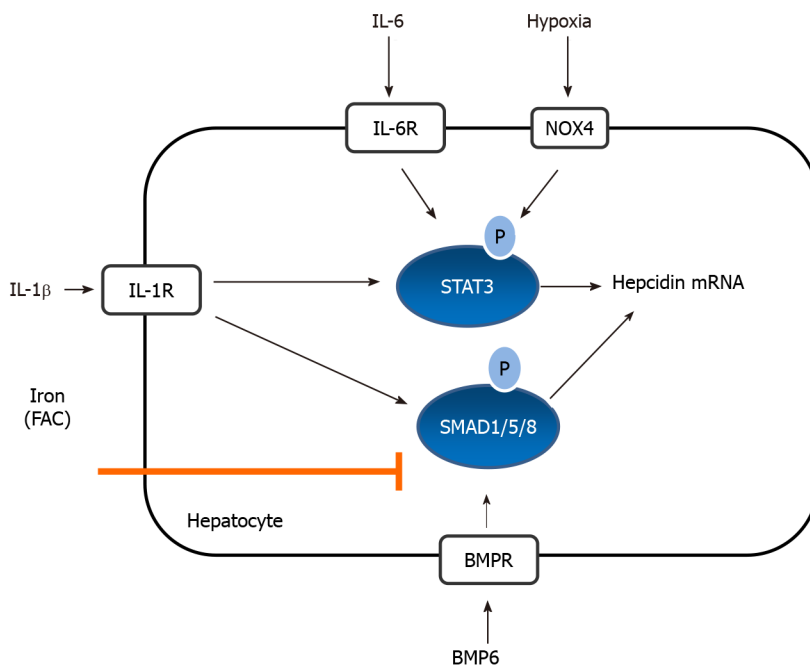 IL-6
Hypoxia
IL-6R
NOX4
P
STAT3
Hepcidin mRNA
IL-1β
IL-1R
P
Iron
(FAC)
SMAD1/5/8
Hepatocyte
BMPR
BMP6